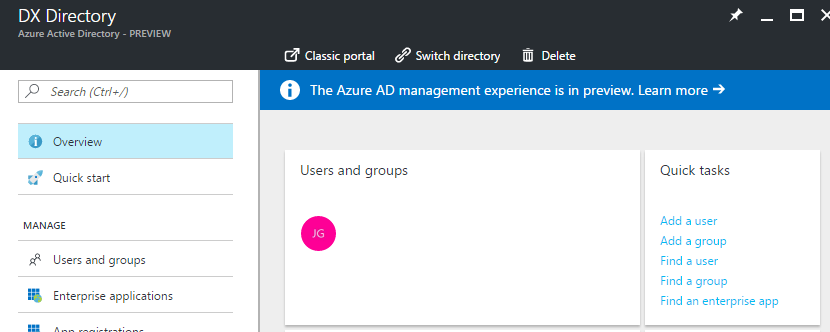 DX Directory
Azure Active Directory - PREVIEW
Classic portal
Switch directory
Delete
Search (Ctrl+/)
Overview
Quick start
MANAGE
Users and groups
Enterprise applications
App registrations
The Azure AD management experience is in preview. Learn more →
Users and groups
JG
Quick tasks
Add a user
Add a group
Find a user
Find a group
Find an enterprise app